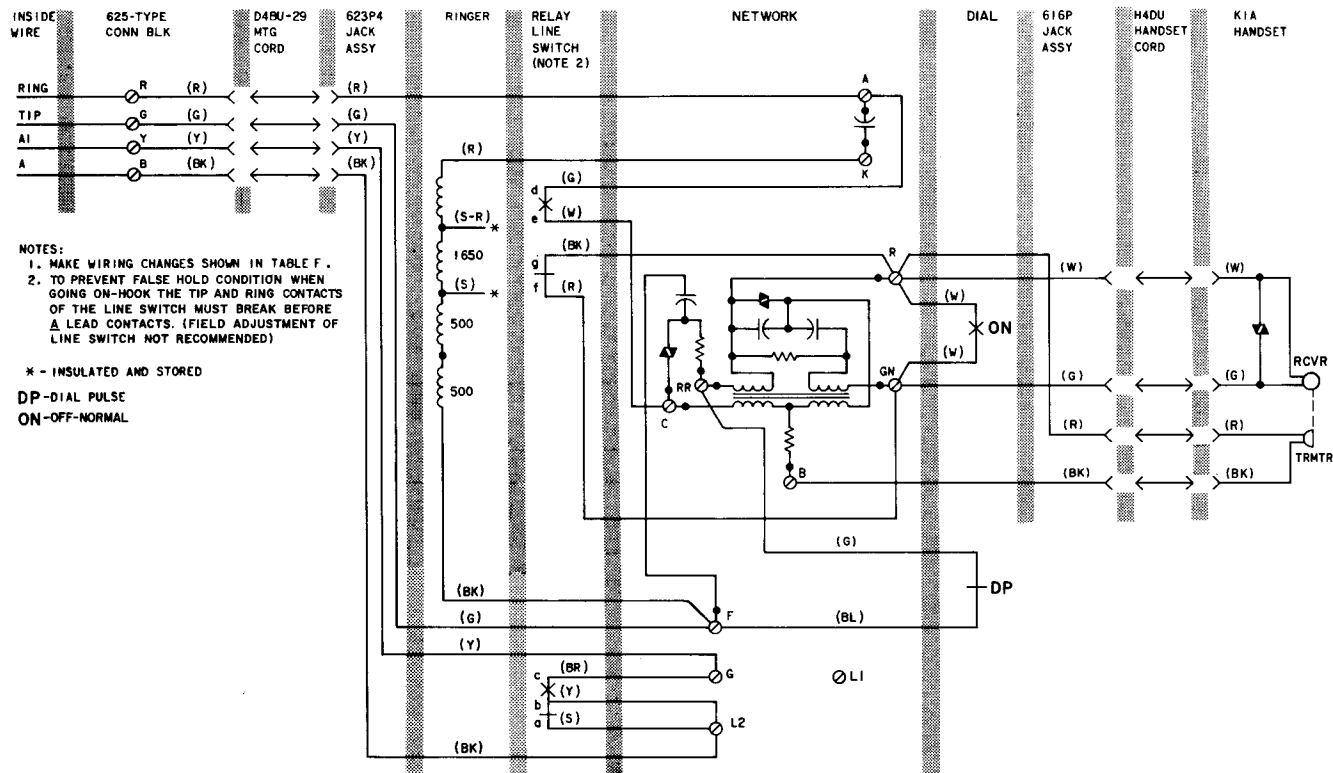 INSIDE WIRE
625-TYPE CONN BLK
D4BU-29 MTG CORD
623P4 JACK ASSY
RINGER
RELAY LINE SWITCH (NOTE 2)
NETWORK
DIAL
616P JACK ASSY
H4DU HANDSET CORD
K1A HANDSET
RING R (R) (R) A
TIP G (G) (G)
A1 Y (Y) (Y)
A B (BK) (BK)
(R) K
d (G)
e (W)
(S-R) *
1650
(S) *
500
500
g (BK) R
f (R)
(W) ON
(W)
(W) (W)
GN (G) (G) RCVR
RR
C
(R) (R)
TRMTR
B (BK) (BK)
NOTES:
1. MAKE WIRING CHANGES SHOWN IN TABLE F.
2. TO PREVENT FALSE HOLD CONDITION WHEN
GOING ON-HOOK THE TIP AND RING CONTACTS
OF THE LINE SWITCH MUST BREAK BEFORE
A LEAD CONTACTS. (FIELD ADJUSTMENT OF
LINE SWITCH NOT RECOMMENDED)
* - INSULATED AND STORED
DP-DIAL PULSE
ON-OFF-NORMAL
(G)
DP
(BK) F
(G) (BL)
(Y)
c (BR) G L1
(Y)
b
a (S) L2
(BK)